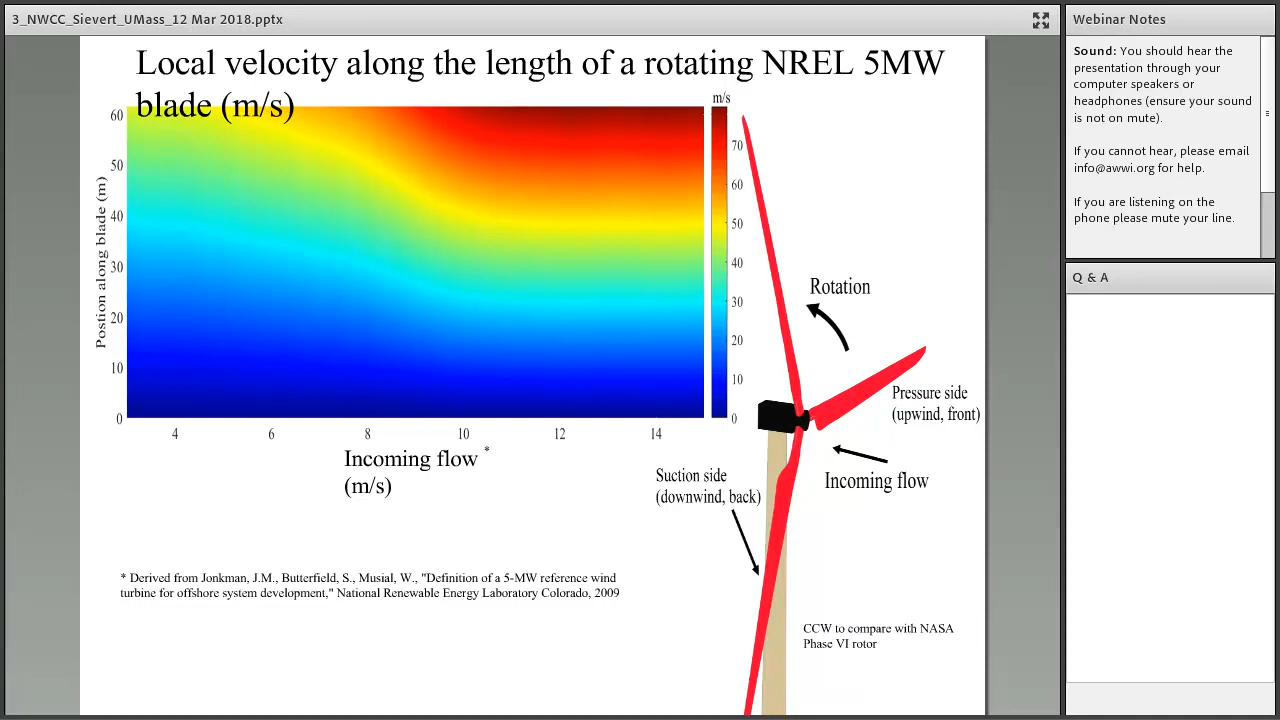 3_NWCC_Sievert_UMass_12 Mar 2018.pptx
Local velocity along the length of a rotating NREL 5MW
blade (m/s)
m/s
60
50
40
30
20
10
0
Postion along blade (m)
4
6
8
10
12
14
Incoming flow *
(m/s)
70
60
50
40
30
20
10
0
Rotation
Pressure side
(upwind, front)
Incoming flow
Suction side
(downwind, back)
* Derived from Jonkman, J.M., Butterfield, S., Musial, W., "Definition of a 5-MW reference wind
turbine for offshore system development," National Renewable Energy Laboratory Colorado, 2009
CCW to compare with NASA
Phase VI rotor
Webinar Notes
Sound: You should hear the
presentation through your
computer speakers or
headphones (ensure your sound
is not on mute).
If you cannot hear, please email
info@awwi.org for help.
If you are listening on the
phone please mute your line.
Q & A